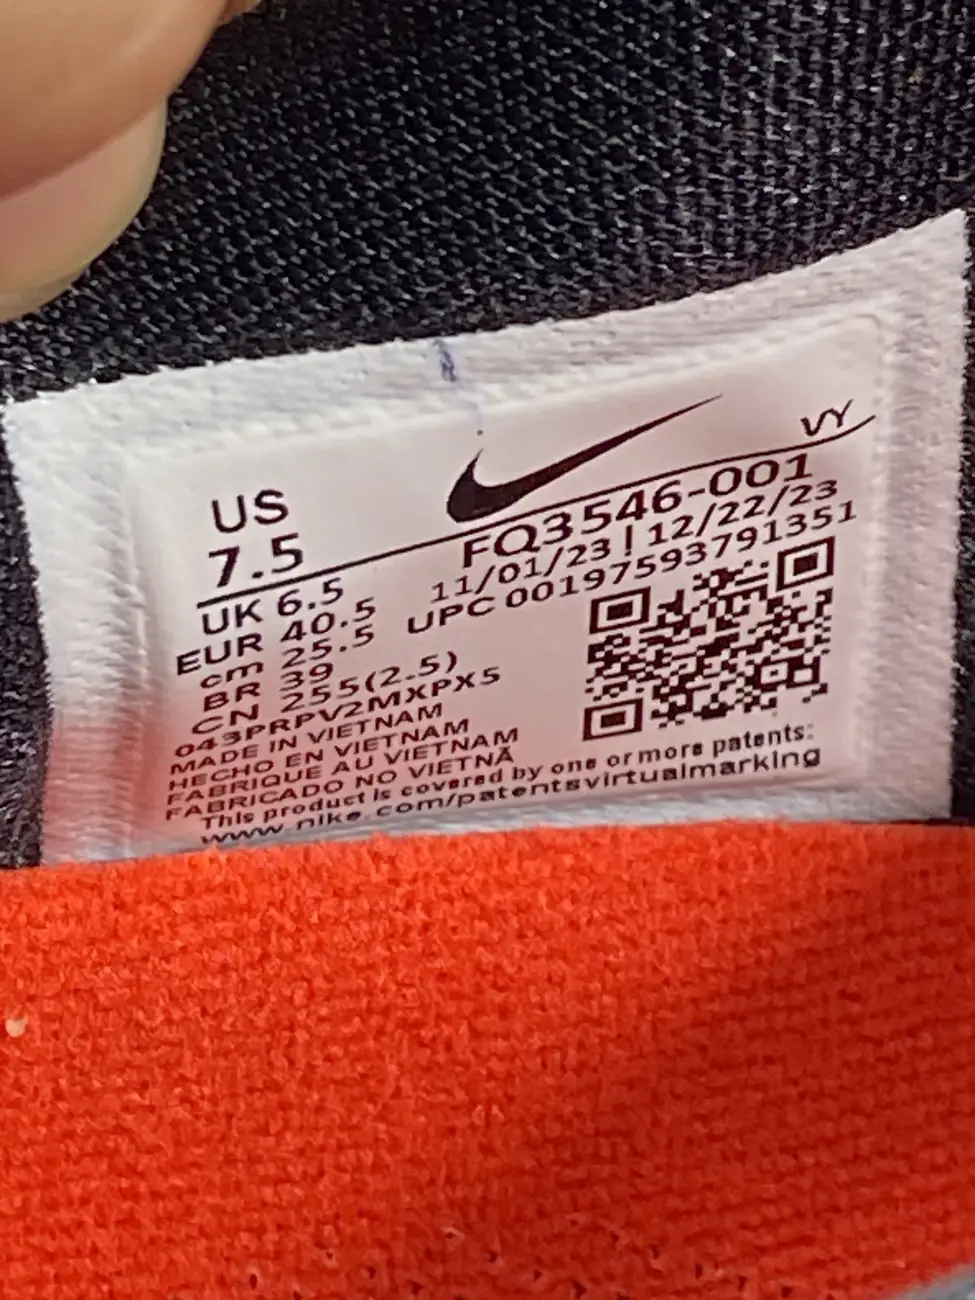 VY
US
7.5
FQ3546-001
11/01/23 | 12/22/23
UPC 00197593791351
UK 6.5
EUR 40.5
cm 25.5
BR 39
CN 255(2.5)
043PRPV2MXPX5
MADE IN VIETNAM
HECHO EN VIETNAM
FABRIQUE AU VIETNAM
FABRICADO NO VIETNÃ
This product is covered by one or more patents:
www.nike.com/patentsvirtualmarking